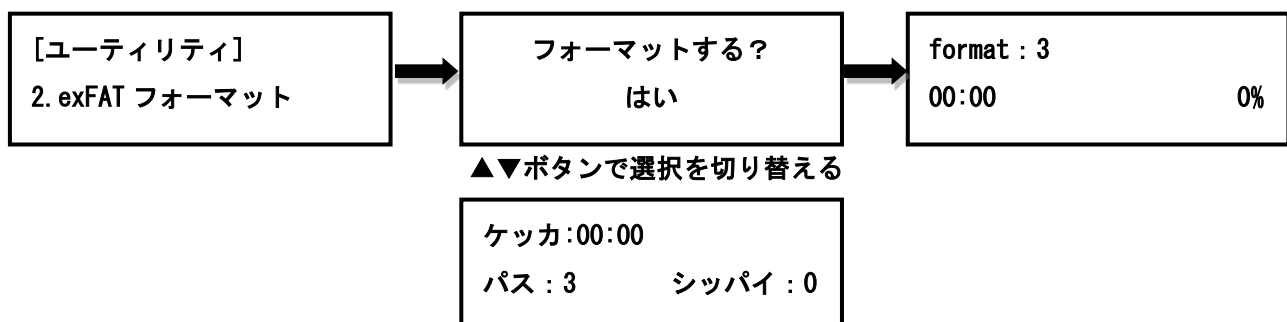 [ユーティリティ]
2.exFAT フォーマット
フォーマットする？
はい
format：3
00:00 0%
▲▼ボタンで選択を切り替える
ケッカ:00:00
パス：3 シッパイ：0